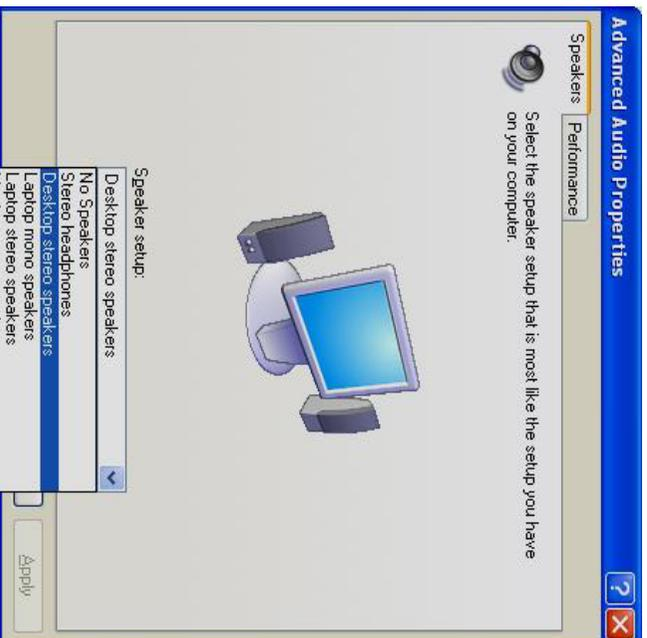 Advanced Audio Properties
Speakers
Performance
Select the speaker setup that is most like the setup you have
on your computer.
Speaker setup:
Desktop stereo speakers
No Speakers
Stereo headphones
Desktop stereo speakers
Laptop mono speakers
Laptop stereo speakers
Apply